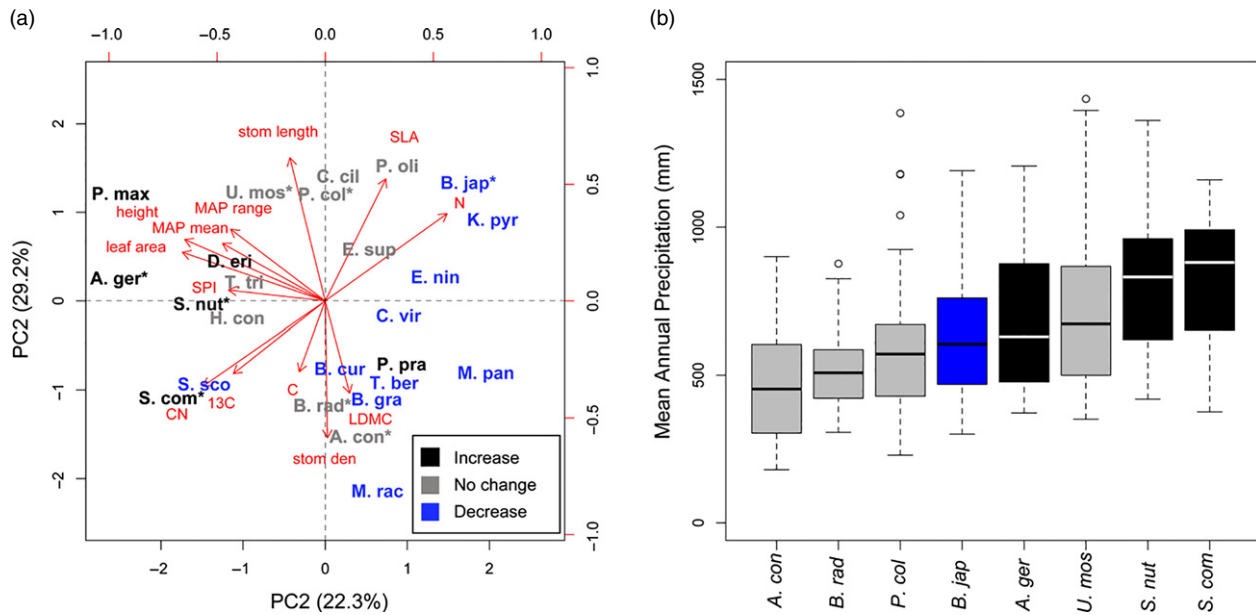 (a)
−1.0 −0.5 0.0 0.5 1.0
PC2 (29.2%)
2
1
0
−1
−2
1.0
0.5
0.0
−0.5
−1.0
stom length
SLA
P. oli
C. cil
U. mos*
P. col*
B. jap*
N
P. max
height
MAP range
MAP mean
leaf area
K. pyr
E. sup
D. eri
A. ger*
T. tri
SPI
E. nin
S. nut*
H. con
C. vir
P. pra
B. cur
M. pan
S. sco
T. ber
C
S. com*
13C
B. gra
B. rad*
CN
LDMC
A. con*
stom den
M. rac
Increase
No change
Decrease
−2 −1 0 1 2
PC2 (22.3%)
(b)
Mean Annual Precipitation (mm)
1500
1000
500
0
A. con
B. rad
P. col
B. jap
A. ger
U. mos
S. nut
S. com